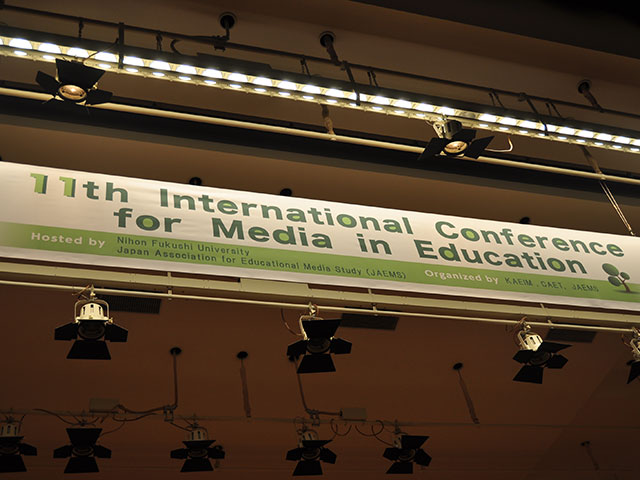 11th International Conference
for Media in Education
Hosted by Nihon Fukushi University
Japan Association for Educational Media Study (JAEMS)
Organized by KAEIM, CAET, JAEMS